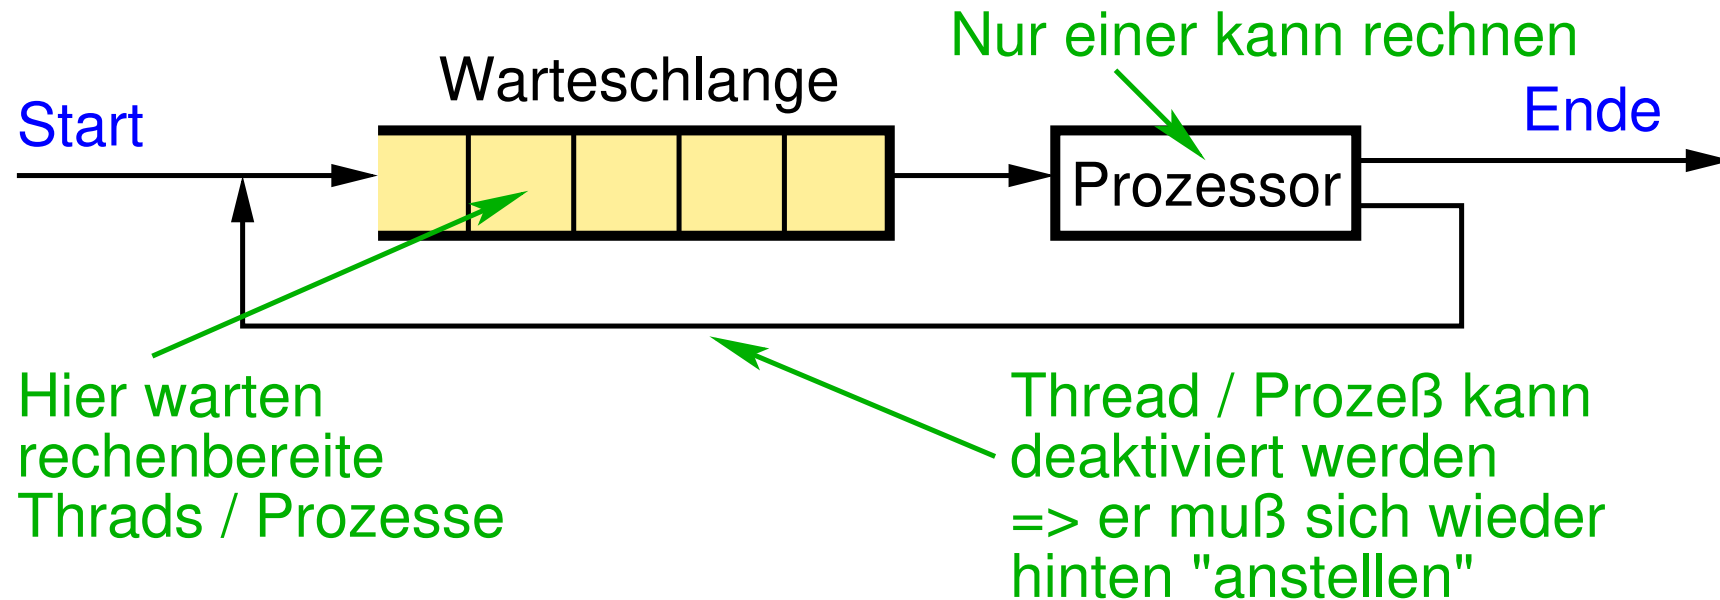 Nur einer kann rechnen
Warteschlange
Start
Ende
Prozessor
Hier warten
rechenbereite
Thrads / Prozesse
Thread / Prozeß kann
deaktiviert werden
=> er muß sich wieder
hinten "anstellen"